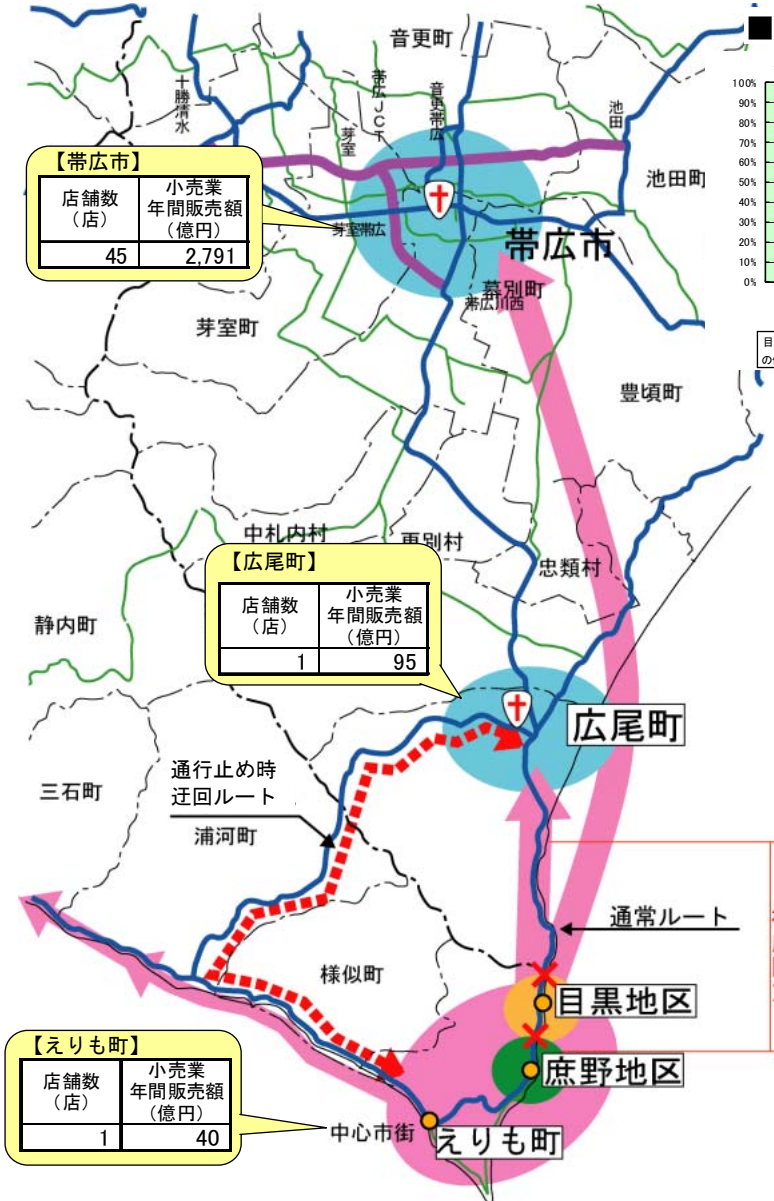 ■
音更町
十勝清水
帯広JCT
音更帯広
芽室
池田
100%
90%
80%
70%
60%
50%
40%
30%
20%
10%
0%
【帯広市】
店舗数
（店）
小売業
年間販売額
（億円）
45
2,791
池田町
芽室帯広
帯広市
幕別町
帯広川西
芽室町
目
豊頃町
中札内村
更別村
忠類村
【広尾町】
店舗数
（店）
小売業
年間販売額
（億円）
1
95
静内町
広尾町
三石町
通行止め時
迂回ルート
浦河町
通常ルート
様似町
目黒地区
庶野地区
【えりも町】
店舗数
（店）
小売業
年間販売額
（億円）
1
40
中心市街
えりも町